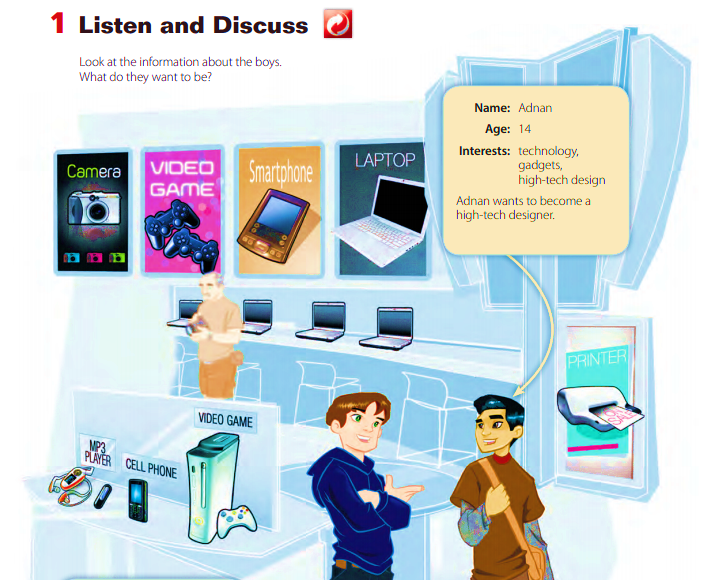 1 Listen and Discuss
Look at the information about the boys.
What do they want to be?
Name: Adnan
Age: 14
Interests: technology,
gadgets,
high-tech design
Adnan wants to become a
high-tech designer.
Camera
VIDEO
GAME
Smartphone
LAPTOP
PRINTER
SALE
VIDEO GAME
MP3
PLAYER
CELL PHONE